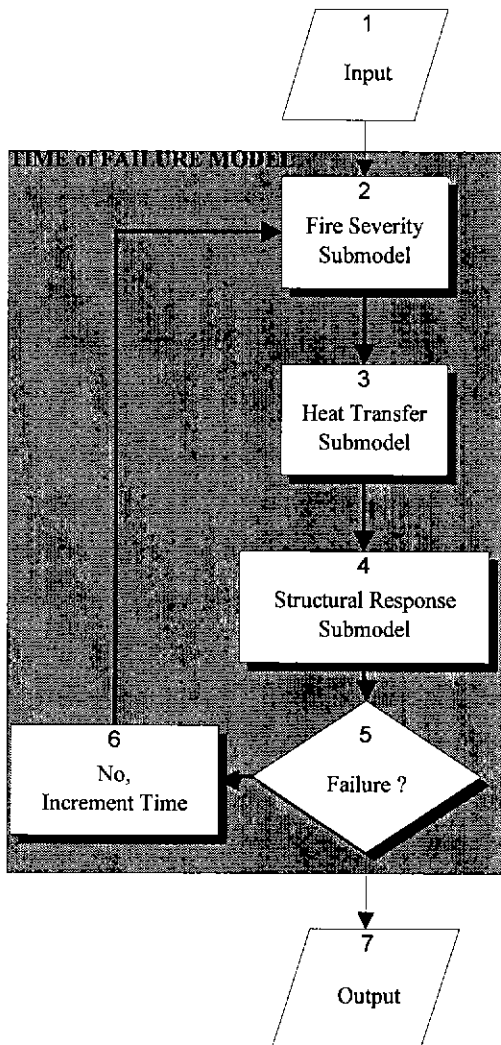 1
Input
TIME of FAILURE MODEL
2
Fire Severity
Submodel
3
Heat Transfer
Submodel
4
Structural Response
Submodel
5
Failure ?
6
No,
Increment Time
7
Output